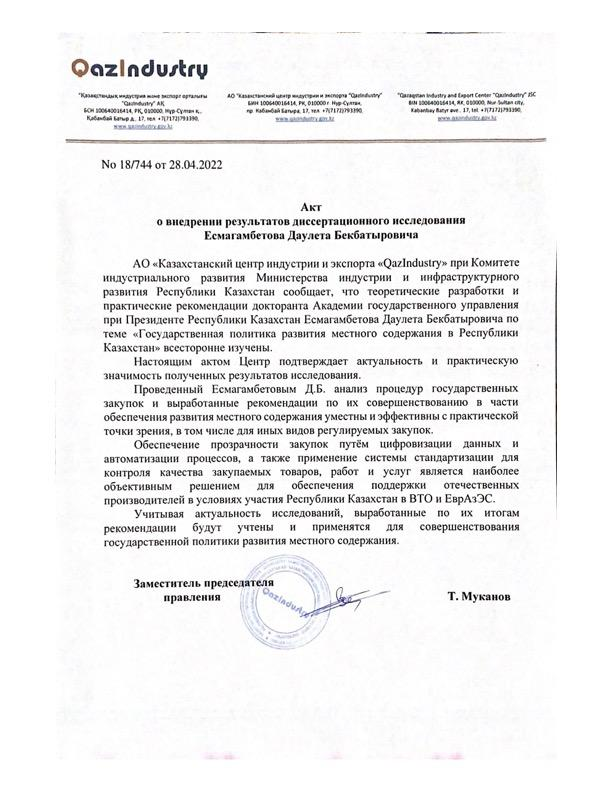 QazIndustry
"Қазақстандық индустрия және экспорт орталығы
"QazIndustry" АҚ
БСН 100640016414, РК, 010000, Нұр-Сұлтан қ.,
Қабанбай Батыр д., 17, тел +7(7172)793390,
www.qazindustry.gov.kz
АО "Казахстанский центр индустрии и экспорта "QazIndustry"
БИН 100640016414, РК, 010000 г. Нур-Султан,
пр. Кабанбай Батыра, 17, тел +7(7172)793390,
www.qazindustry.gov.kz
"Qazaqstan Industry and Export Center "QazIndustry" JSC
BIN 100640016414, RK, 010000, Nur-Sultan city,
Kabanbay Batyr ave., 17, tel. +7(7172)793390,
www.qazindustry.gov.kz
No 18/744 от 28.04.2022
Акт
о внедрении результатов диссертационного исследования
Есмагамбетова Даулета Бекбатыровича
АО «Казахстанский центр индустрии и экспорта «QazIndustry» при Комитете
индустриального развития Министерства индустрии и инфраструктурного
развития Республики Казахстан сообщает, что теоретические разработки и
практические рекомендации докторанта Академии государственного управления
при Президенте Республики Казахстан Есмагамбетова Даулета Бекбатыровича по
теме «Государственная политика развития местного содержания в Республики
Казахстан» всесторонне изучены.
Настоящим актом Центр подтверждает актуальность и практическую
значимость полученных результатов исследования.
Проведенный Есмагамбетовым Д.Б. анализ процедур государственных
закупок и выработанные рекомендации по их совершенствованию в части
обеспечения развития местного содержания уместны и эффективны с практической
точки зрения, в том числе для иных видов регулируемых закупок.
Обеспечение прозрачности закупок путём цифровизации данных и
автоматизации процессов, а также применение системы стандартизации для
контроля качества закупаемых товаров, работ и услуг является наиболее
объективным решением для обеспечения поддержки отечественных
производителей в условиях участия Республики Казахстан в ВТО и ЕврАзЭС.
Учитывая актуальность исследований, выработанные по их итогам
рекомендации будут учтены и применятся для совершенствования
государственной политики развития местного содержания.
Заместитель председателя
правления
Т. Муканов
QazIndustry